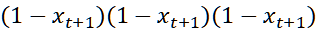 (1 − x_{t+1})(1 − x_{t+1})(1 − x_{t+1})